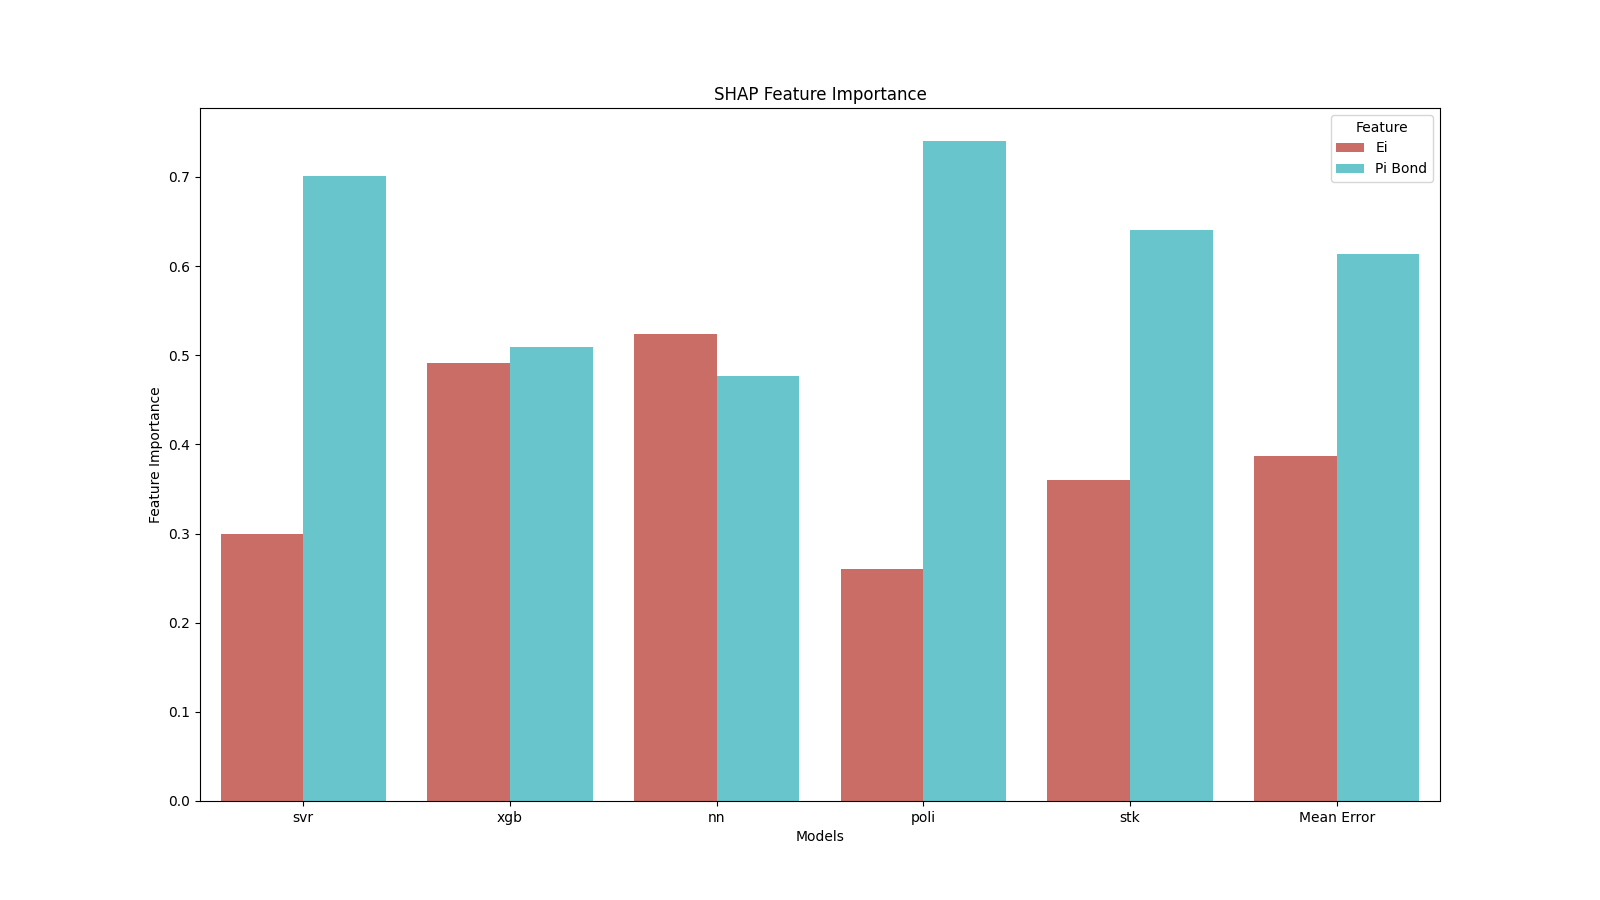 SHAP Feature Importance
Feature
Ei
Pi Bond
0.7
0.6
0.5
0.4
0.3
0.2
0.1
0.0
Feature Importance
svr xgb nn poli stk Mean Error
Models